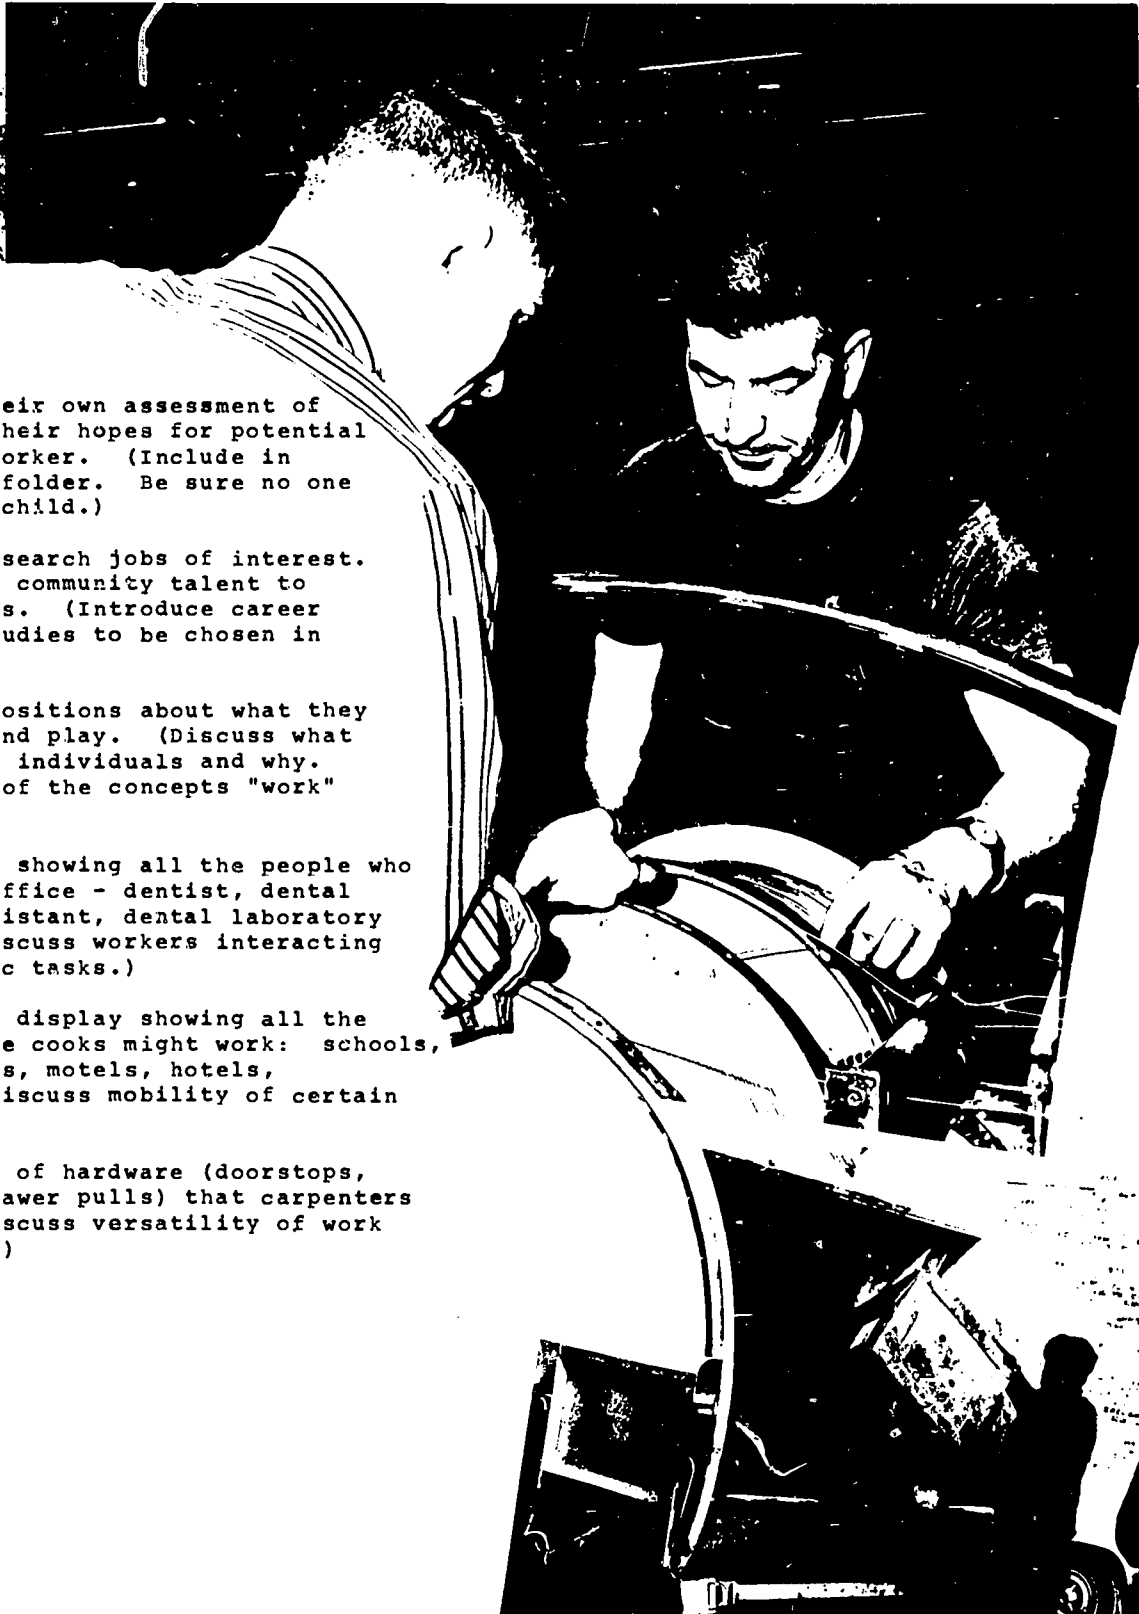 eir own assessment of
heir hopes for potential
orker. (Include in
folder. Be sure no one
child.)
search jobs of interest.
community talent to
s. (Introduce career
udies to be chosen in
ositions about what they
nd play. (Discuss what
individuals and why.
of the concepts "work"
showing all the people who
ffice - dentist, dental
istant, dental laboratory
scuss workers interacting
c tasks.)
display showing all the
e cooks might work: schools,
s, motels, hotels,
iscuss mobility of certain
of hardware (doorstops,
awer pulls) that carpenters
scuss versatility of work
)